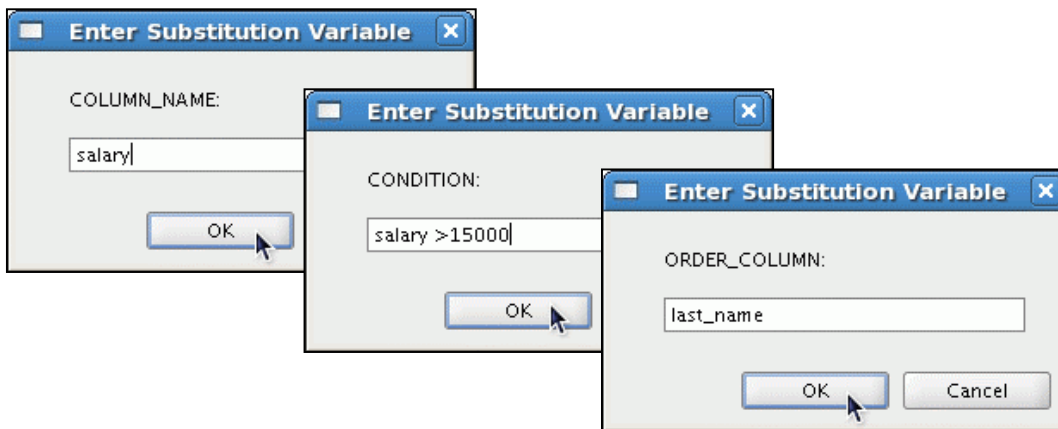 Enter Substitution Variable
COLUMN_NAME:
salary
OK
Enter Substitution Variable
CONDITION:
salary >15000
OK
Enter Substitution Variable
ORDER_COLUMN:
last_name
OK
Cancel